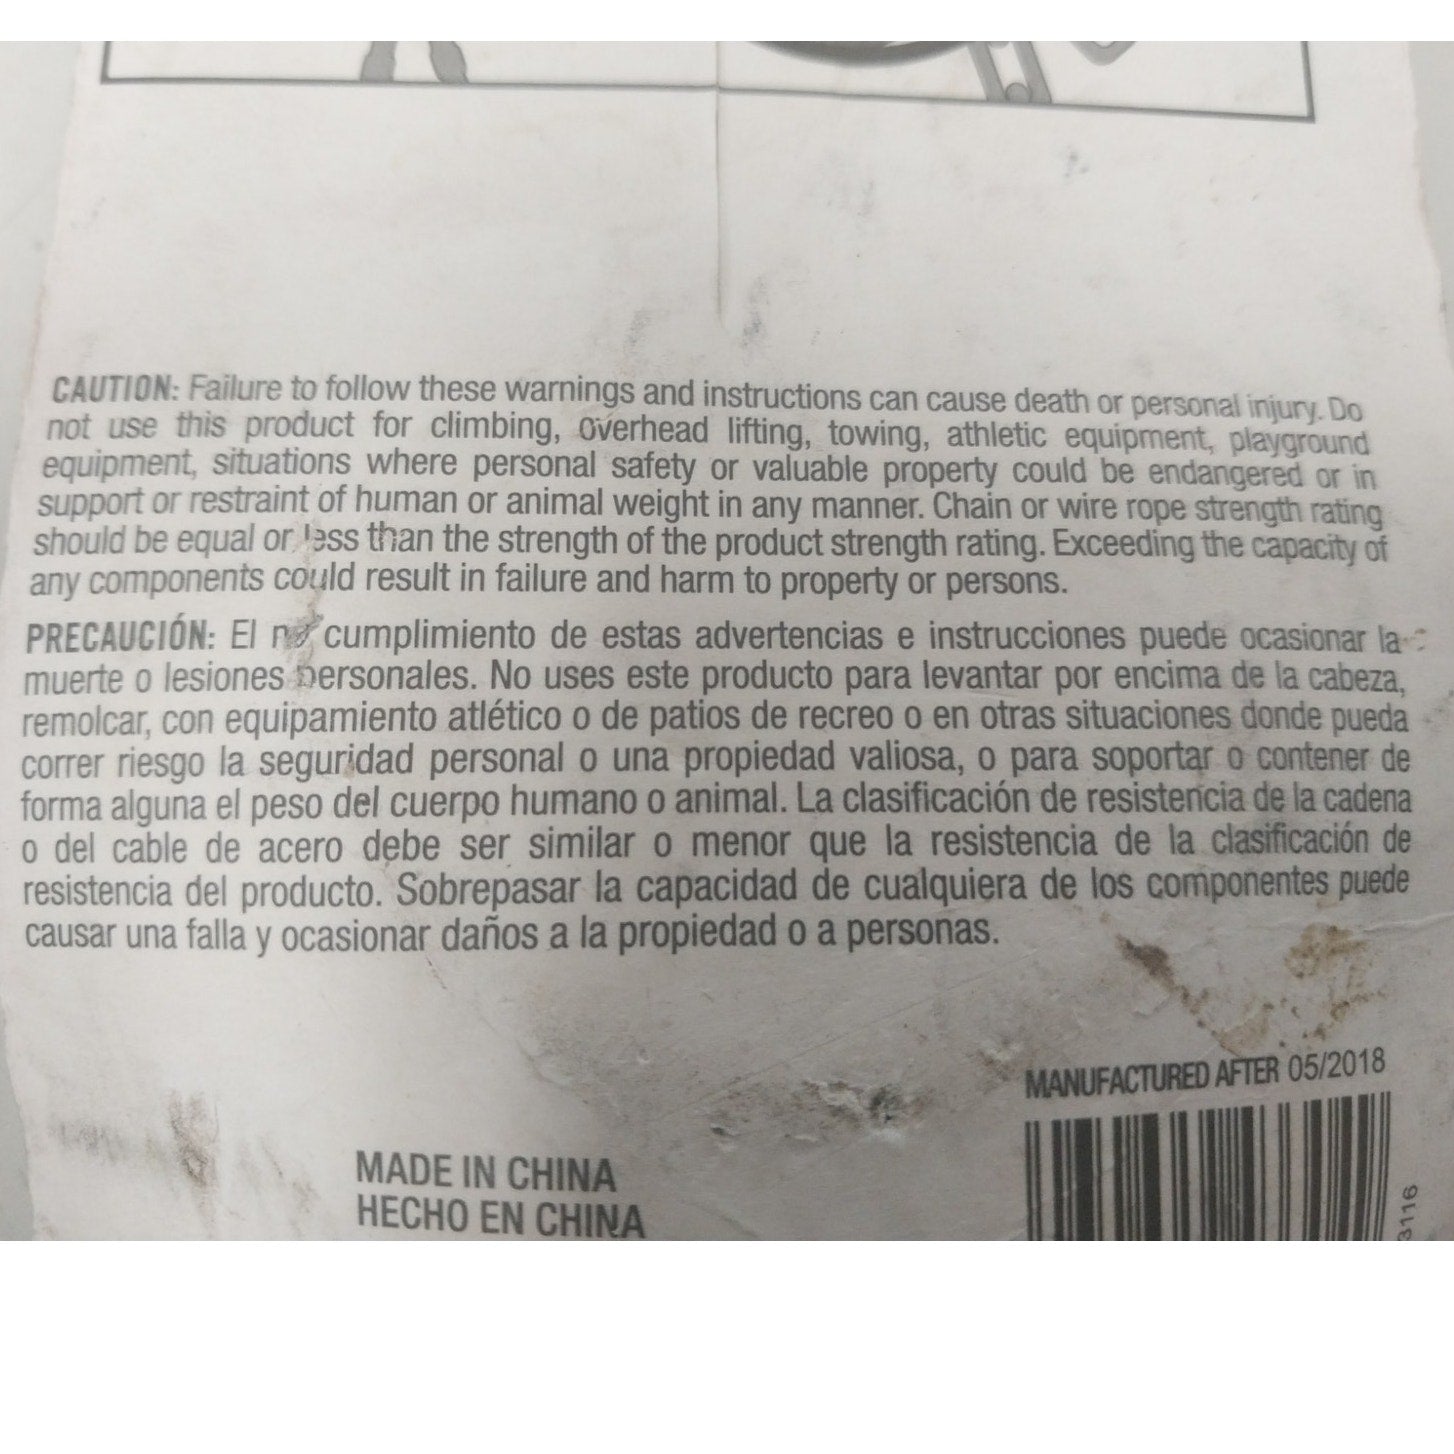 CAUTION: Failure to follow these warnings and instructions can cause death or personal injury. Do
not use this product for climbing, overhead lifting, towing, athletic equipment, playground
equipment, situations where personal safety or valuable property could be endangered or in
support or restraint of human or animal weight in any manner. Chain or wire rope strength rating
should be equal or less than the strength of the product strength rating. Exceeding the capacity of
any components could result in failure and harm to property or persons.
PRECAUCIÓN: El no cumplimiento de estas advertencias e instrucciones puede ocasionar la
muerte o lesiones personales. No uses este producto para levantar por encima de la cabeza,
remolcar, con equipamiento atlético o de patios de recreo o en otras situaciones donde pueda
correr riesgo la seguridad personal o una propiedad valiosa, o para soportar o contener de
forma alguna el peso del cuerpo humano o animal. La clasificación de resistencia de la cadena
o del cable de acero debe ser similar o menor que la resistencia de la clasificación de
resistencia del producto. Sobrepasar la capacidad de cualquiera de los componentes puede
causar una falla y ocasionar daños a la propiedad o a personas.
MANUFACTURED AFTER 05/2018
MADE IN CHINA
HECHO EN CHINA
3116